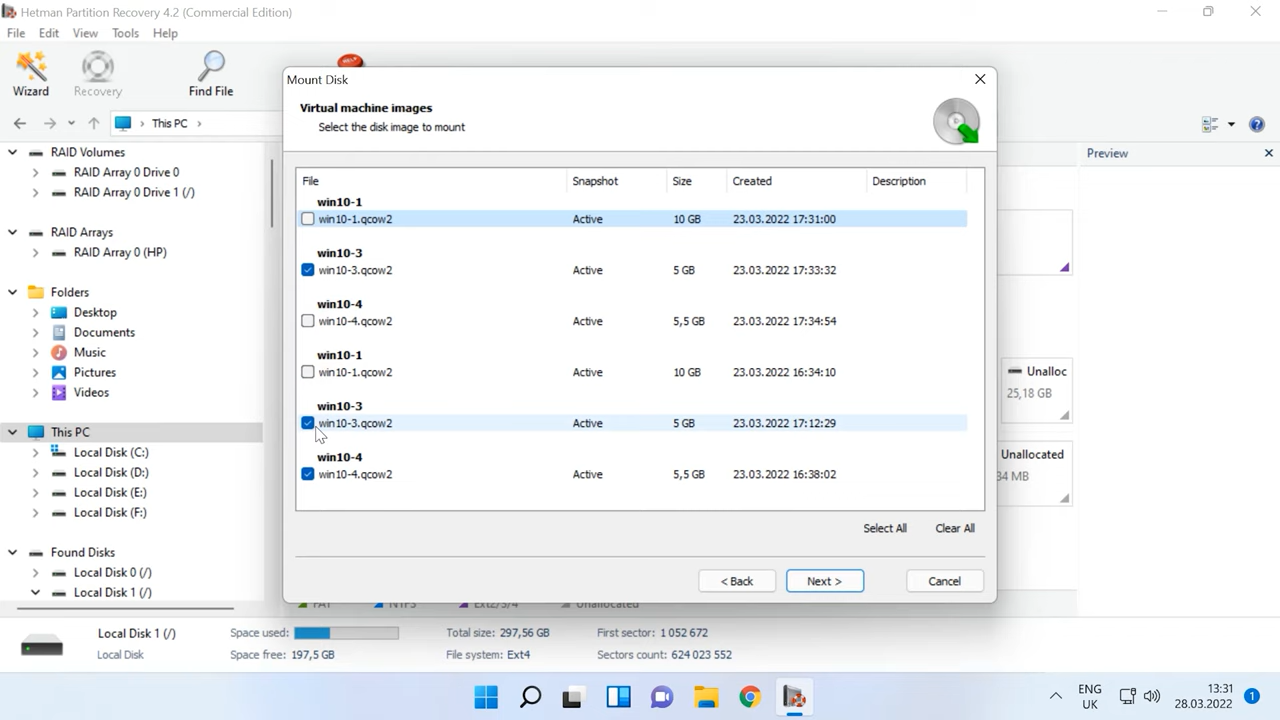 Hetman Partition Recovery 4.2 (Commercial Edition)
File Edit View Tools Help
Wizard Recovery Find File
This PC
RAID Volumes
RAID Array 0 Drive 0
RAID Array 0 Drive 1 (/)
RAID Arrays
RAID Array 0 (HP)
Folders
Desktop
Documents
Music
Pictures
Videos
This PC
Local Disk (C:)
Local Disk (D:)
Local Disk (E:)
Local Disk (F:)
Found Disks
Local Disk 0 (/)
Local Disk 1 (/)
Mount Disk
Virtual machine images
Select the disk image to mount
File Snapshot Size Created Description
win10-1
win10-1.qcow2 Active 10 GB 23.03.2022 17:31:00
win10-3
win10-3.qcow2 Active 5 GB 23.03.2022 17:33:32
win10-4
win10-4.qcow2 Active 5,5 GB 23.03.2022 17:34:54
win10-1
win10-1.qcow2 Active 10 GB 23.03.2022 16:34:10
win10-3
win10-3.qcow2 Active 5 GB 23.03.2022 17:12:29
win10-4
win10-4.qcow2 Active 5,5 GB 23.03.2022 16:38:02
Select All Clear All
< Back Next > Cancel
Preview
Unalloc
25,18 GB
Unallocated
34 MB
FAT NTFS Ext2/3/4 Unallocated
Local Disk 1 (/) Space used: Total size: 297,56 GB First sector: 1 052 672
Local Disk Space free: 197,5 GB File system: Ext4 Sectors count: 624 023 552
ENG
UK
13:31
28.03.2022
1